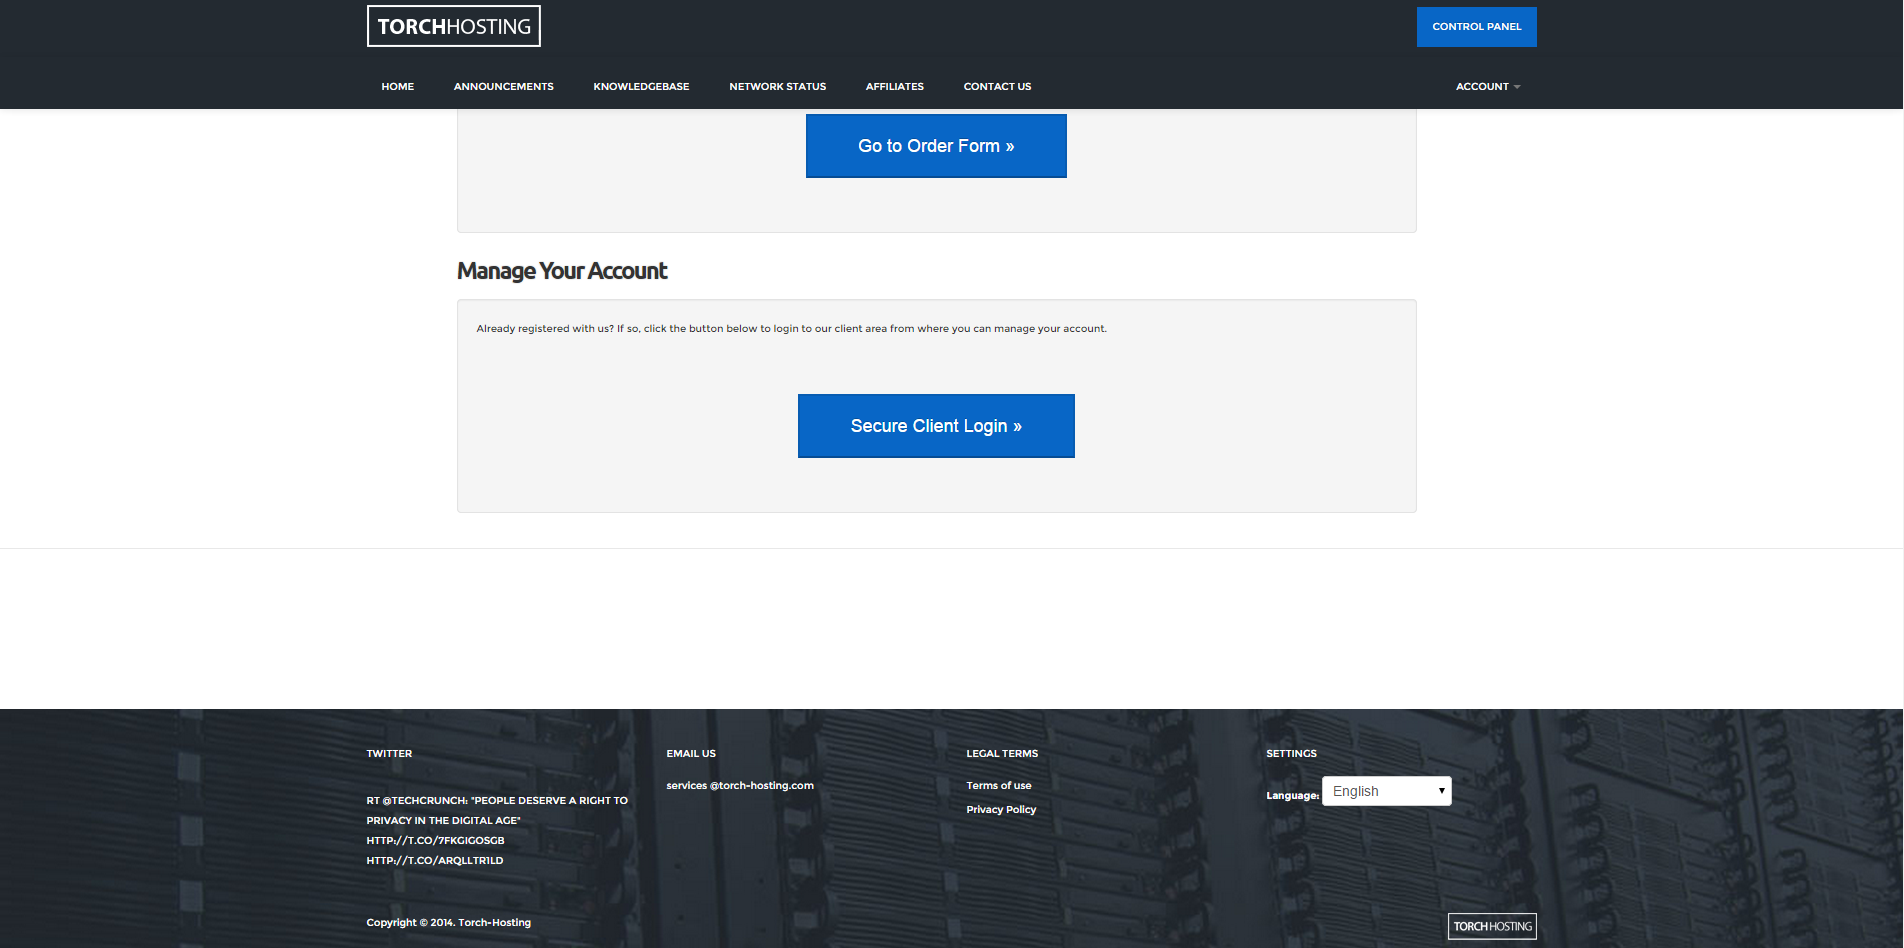 TORCHHOSTING
CONTROL PANEL
HOME ANNOUNCEMENTS KNOWLEDGEBASE NETWORK STATUS AFFILIATES CONTACT US ACCOUNT
Go to Order Form »
Manage Your Account
Already registered with us? If so, click the button below to login to our client area from where you can manage your account.
Secure Client Login »
TWITTER
RT @TECHCRUNCH: "PEOPLE DESERVE A RIGHT TO
PRIVACY IN THE DIGITAL AGE"
HTTP://T.CO/7FKGIGOSGB
HTTP://T.CO/ARQLLTR1LD
EMAIL US
services @torch-hosting.com
LEGAL TERMS
Terms of use
Privacy Policy
SETTINGS
Language: English
Copyright © 2014. Torch-Hosting
TORCHHOSTING